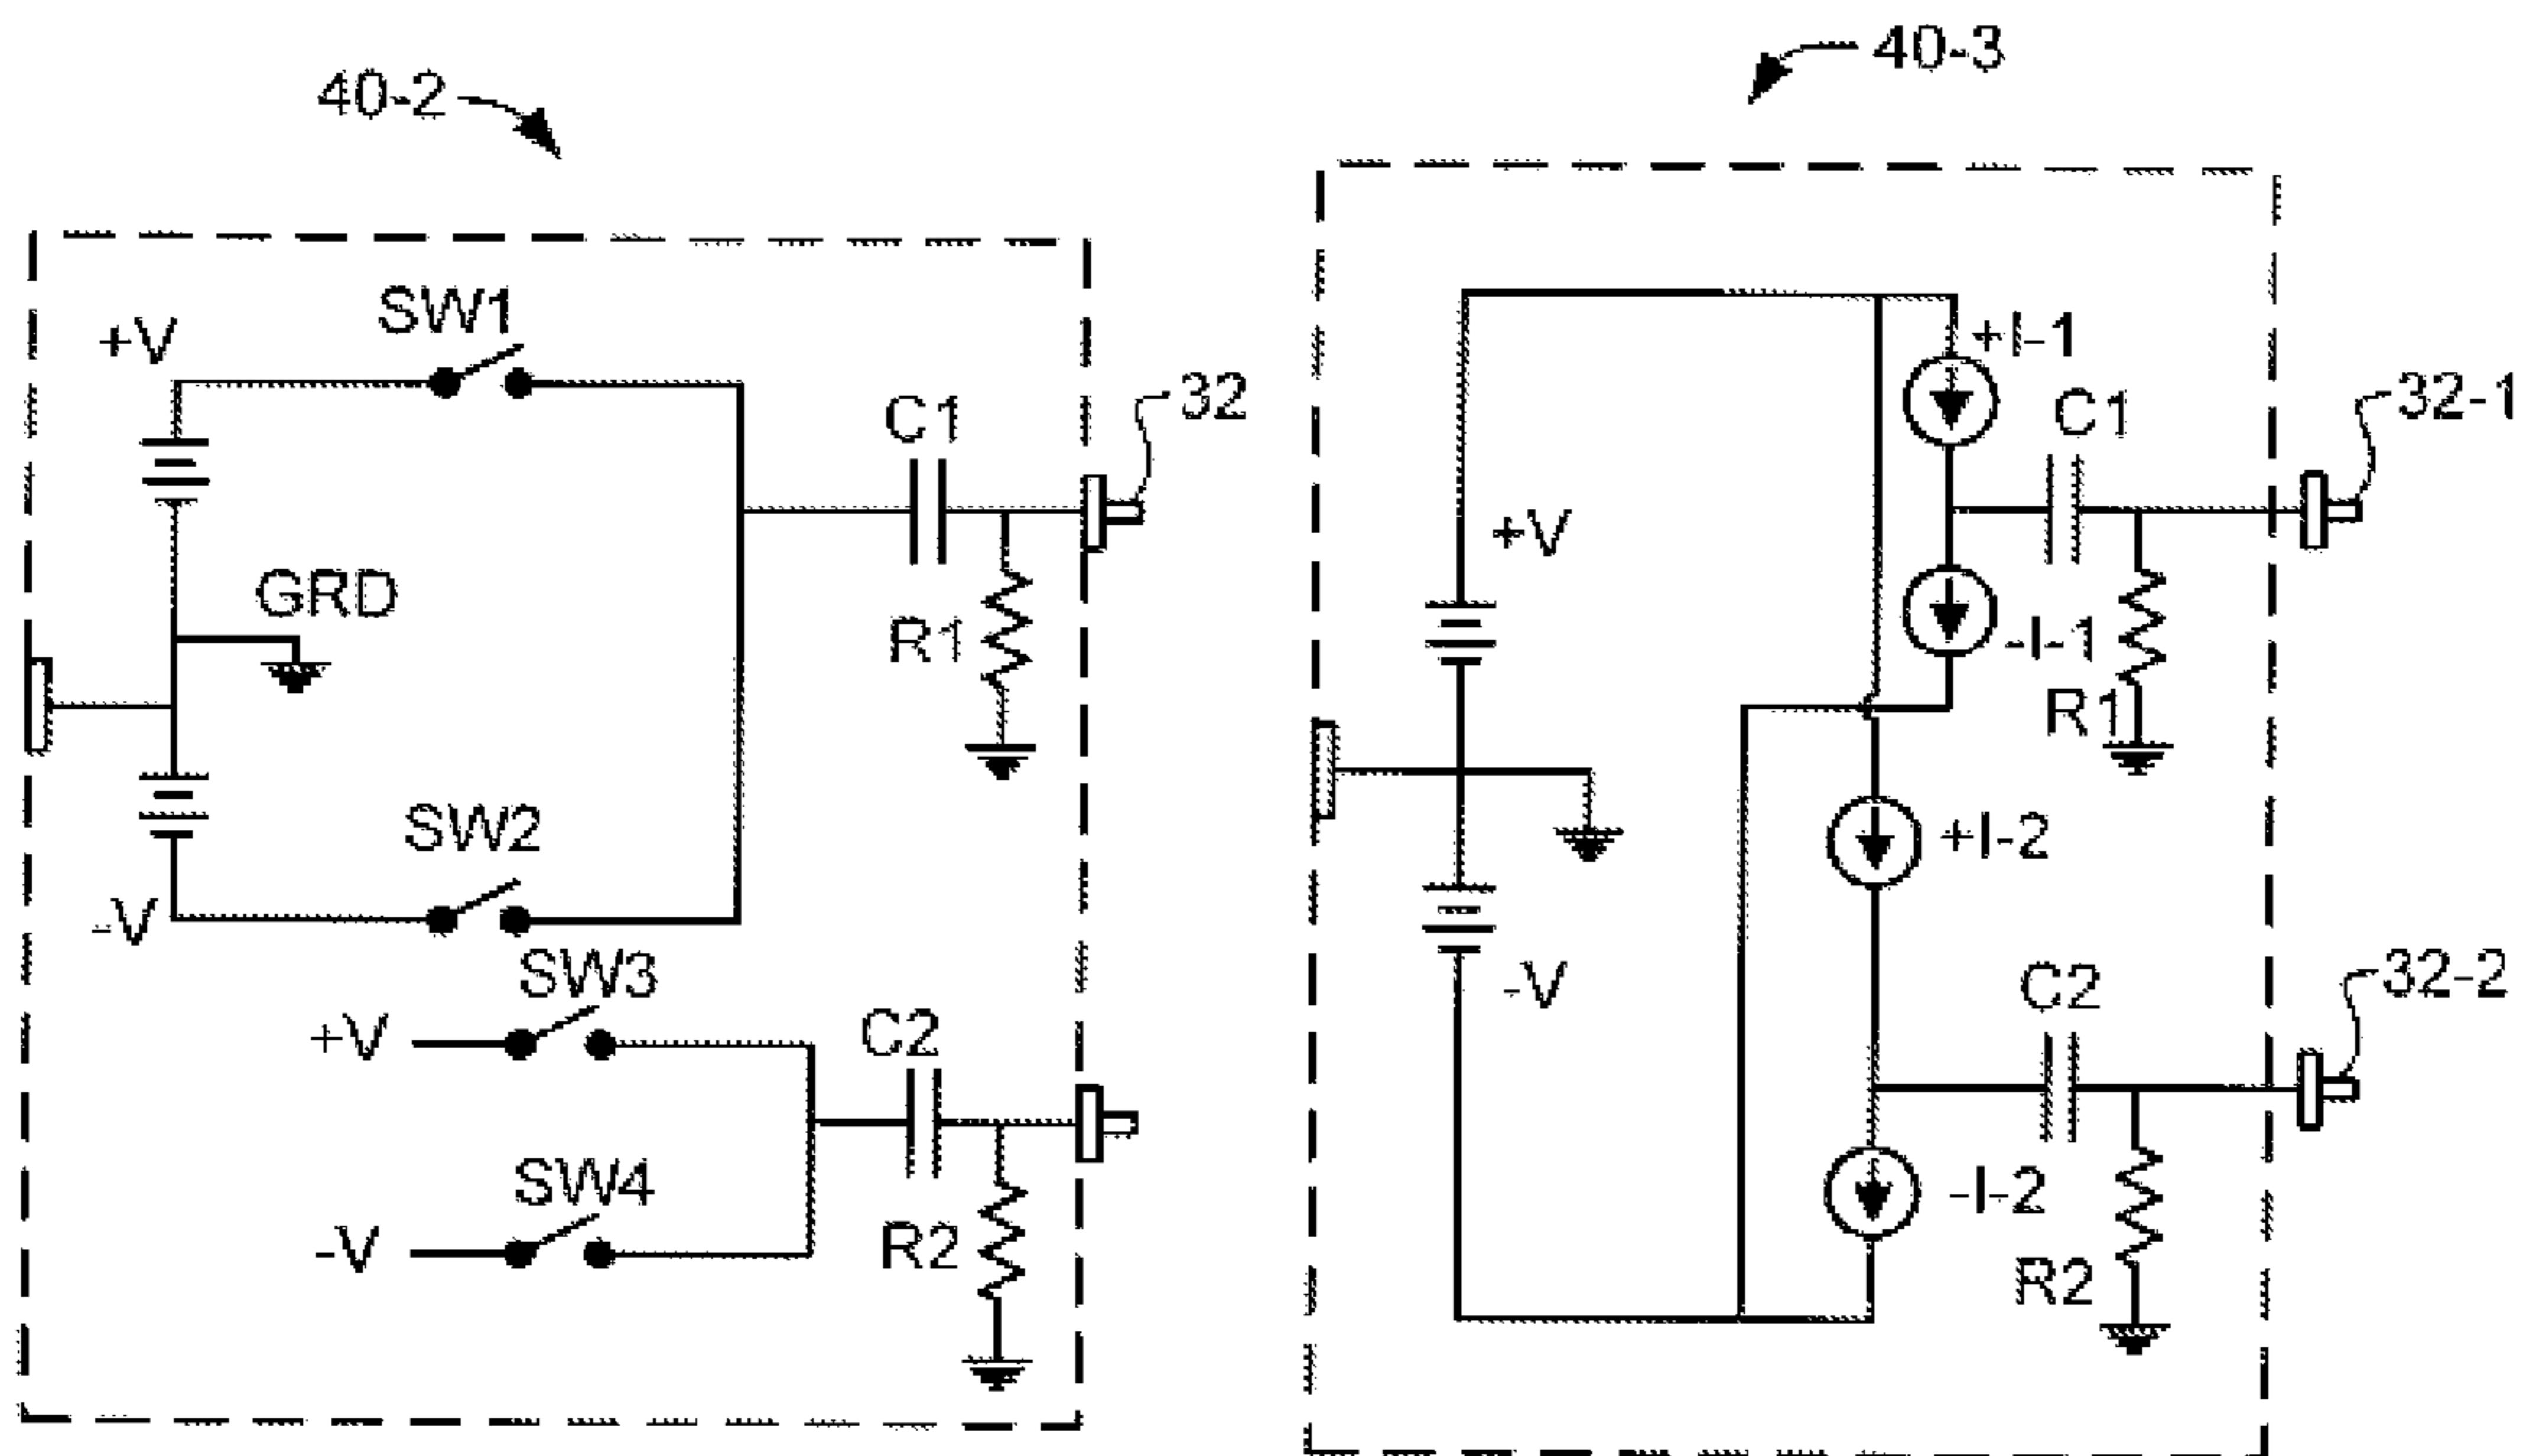 40-2
+V
SW1
C1
32
GRD
R1
SW2
-V
SW3
+V
C2
SW4
-V
R2
40-3
+I-1
C1
32-1
+V
-I-1
R1
+I-2
-V
C2
32-2
-I-2
R2